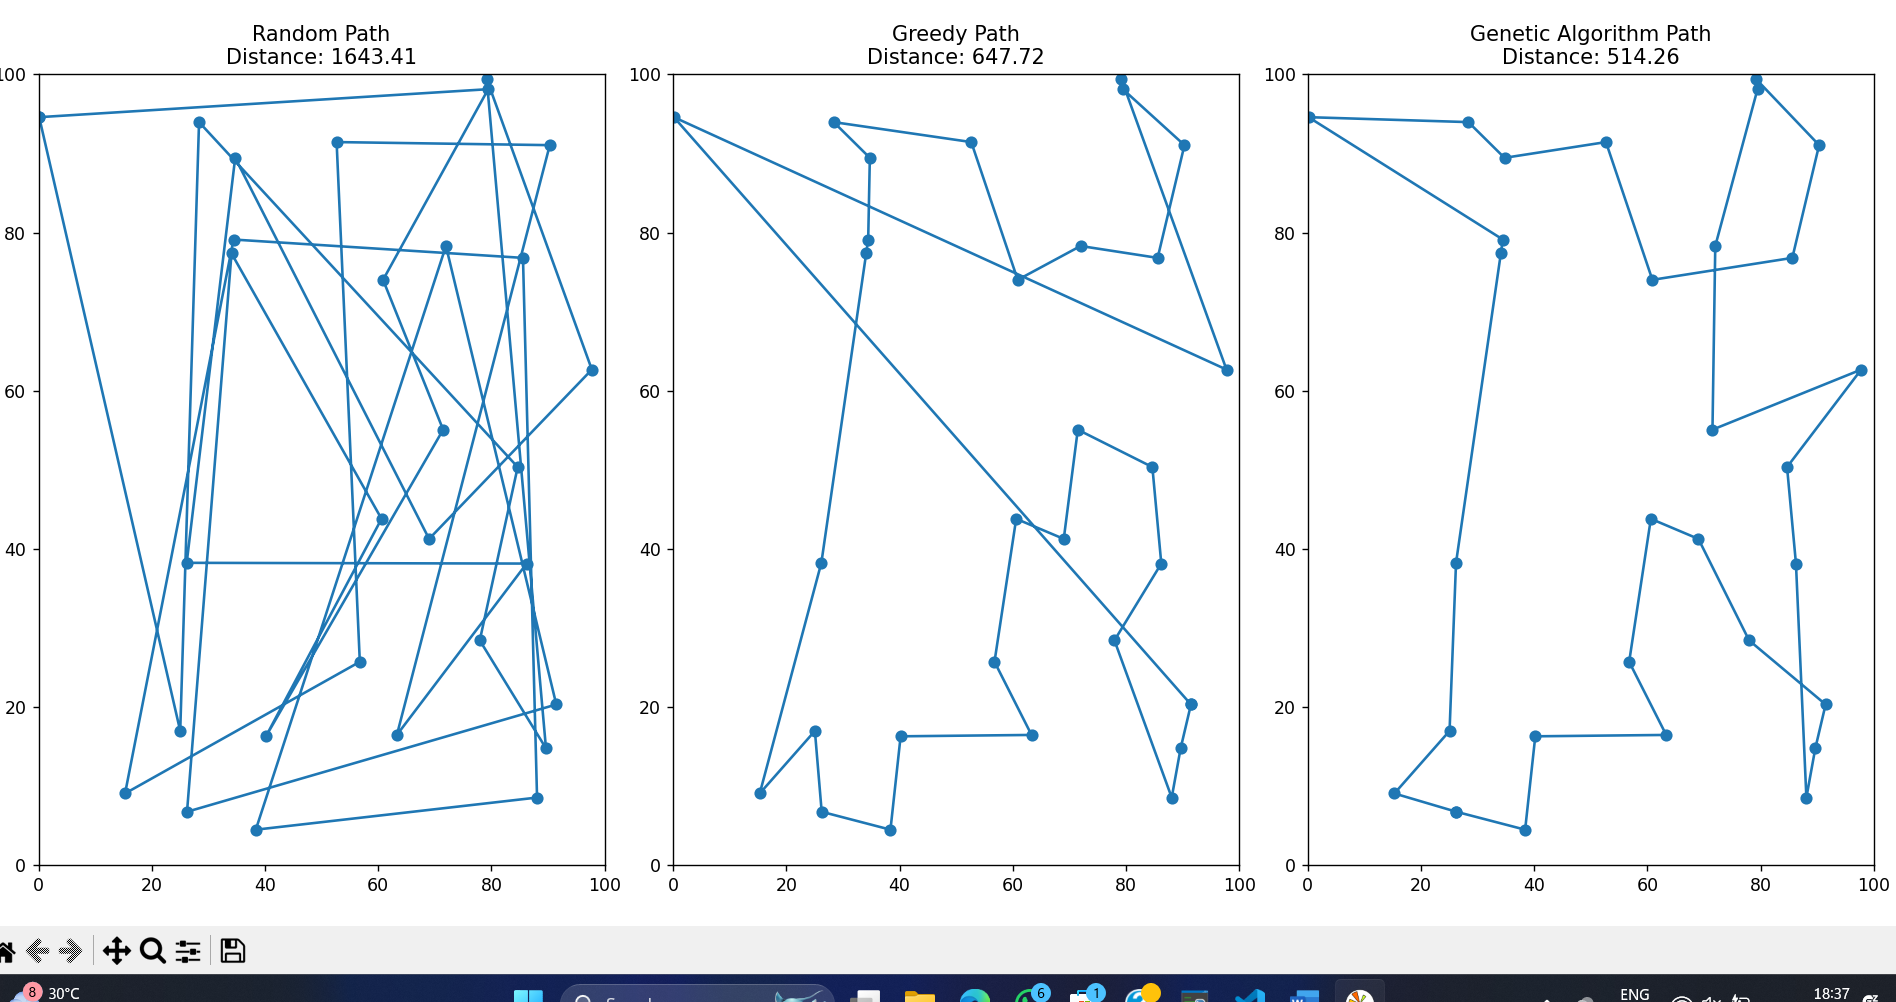 Random Path
Distance: 1643.41
Greedy Path
Distance: 647.72
Genetic Algorithm Path
Distance: 514.26
100
80
60
40
20
0
0 20 40 60 80 100
100
80
60
40
20
0
0 20 40 60 80 100
100
80
60
40
20
0
0 20 40 60 80 100
8
30°C
6
1
ENG
18:37